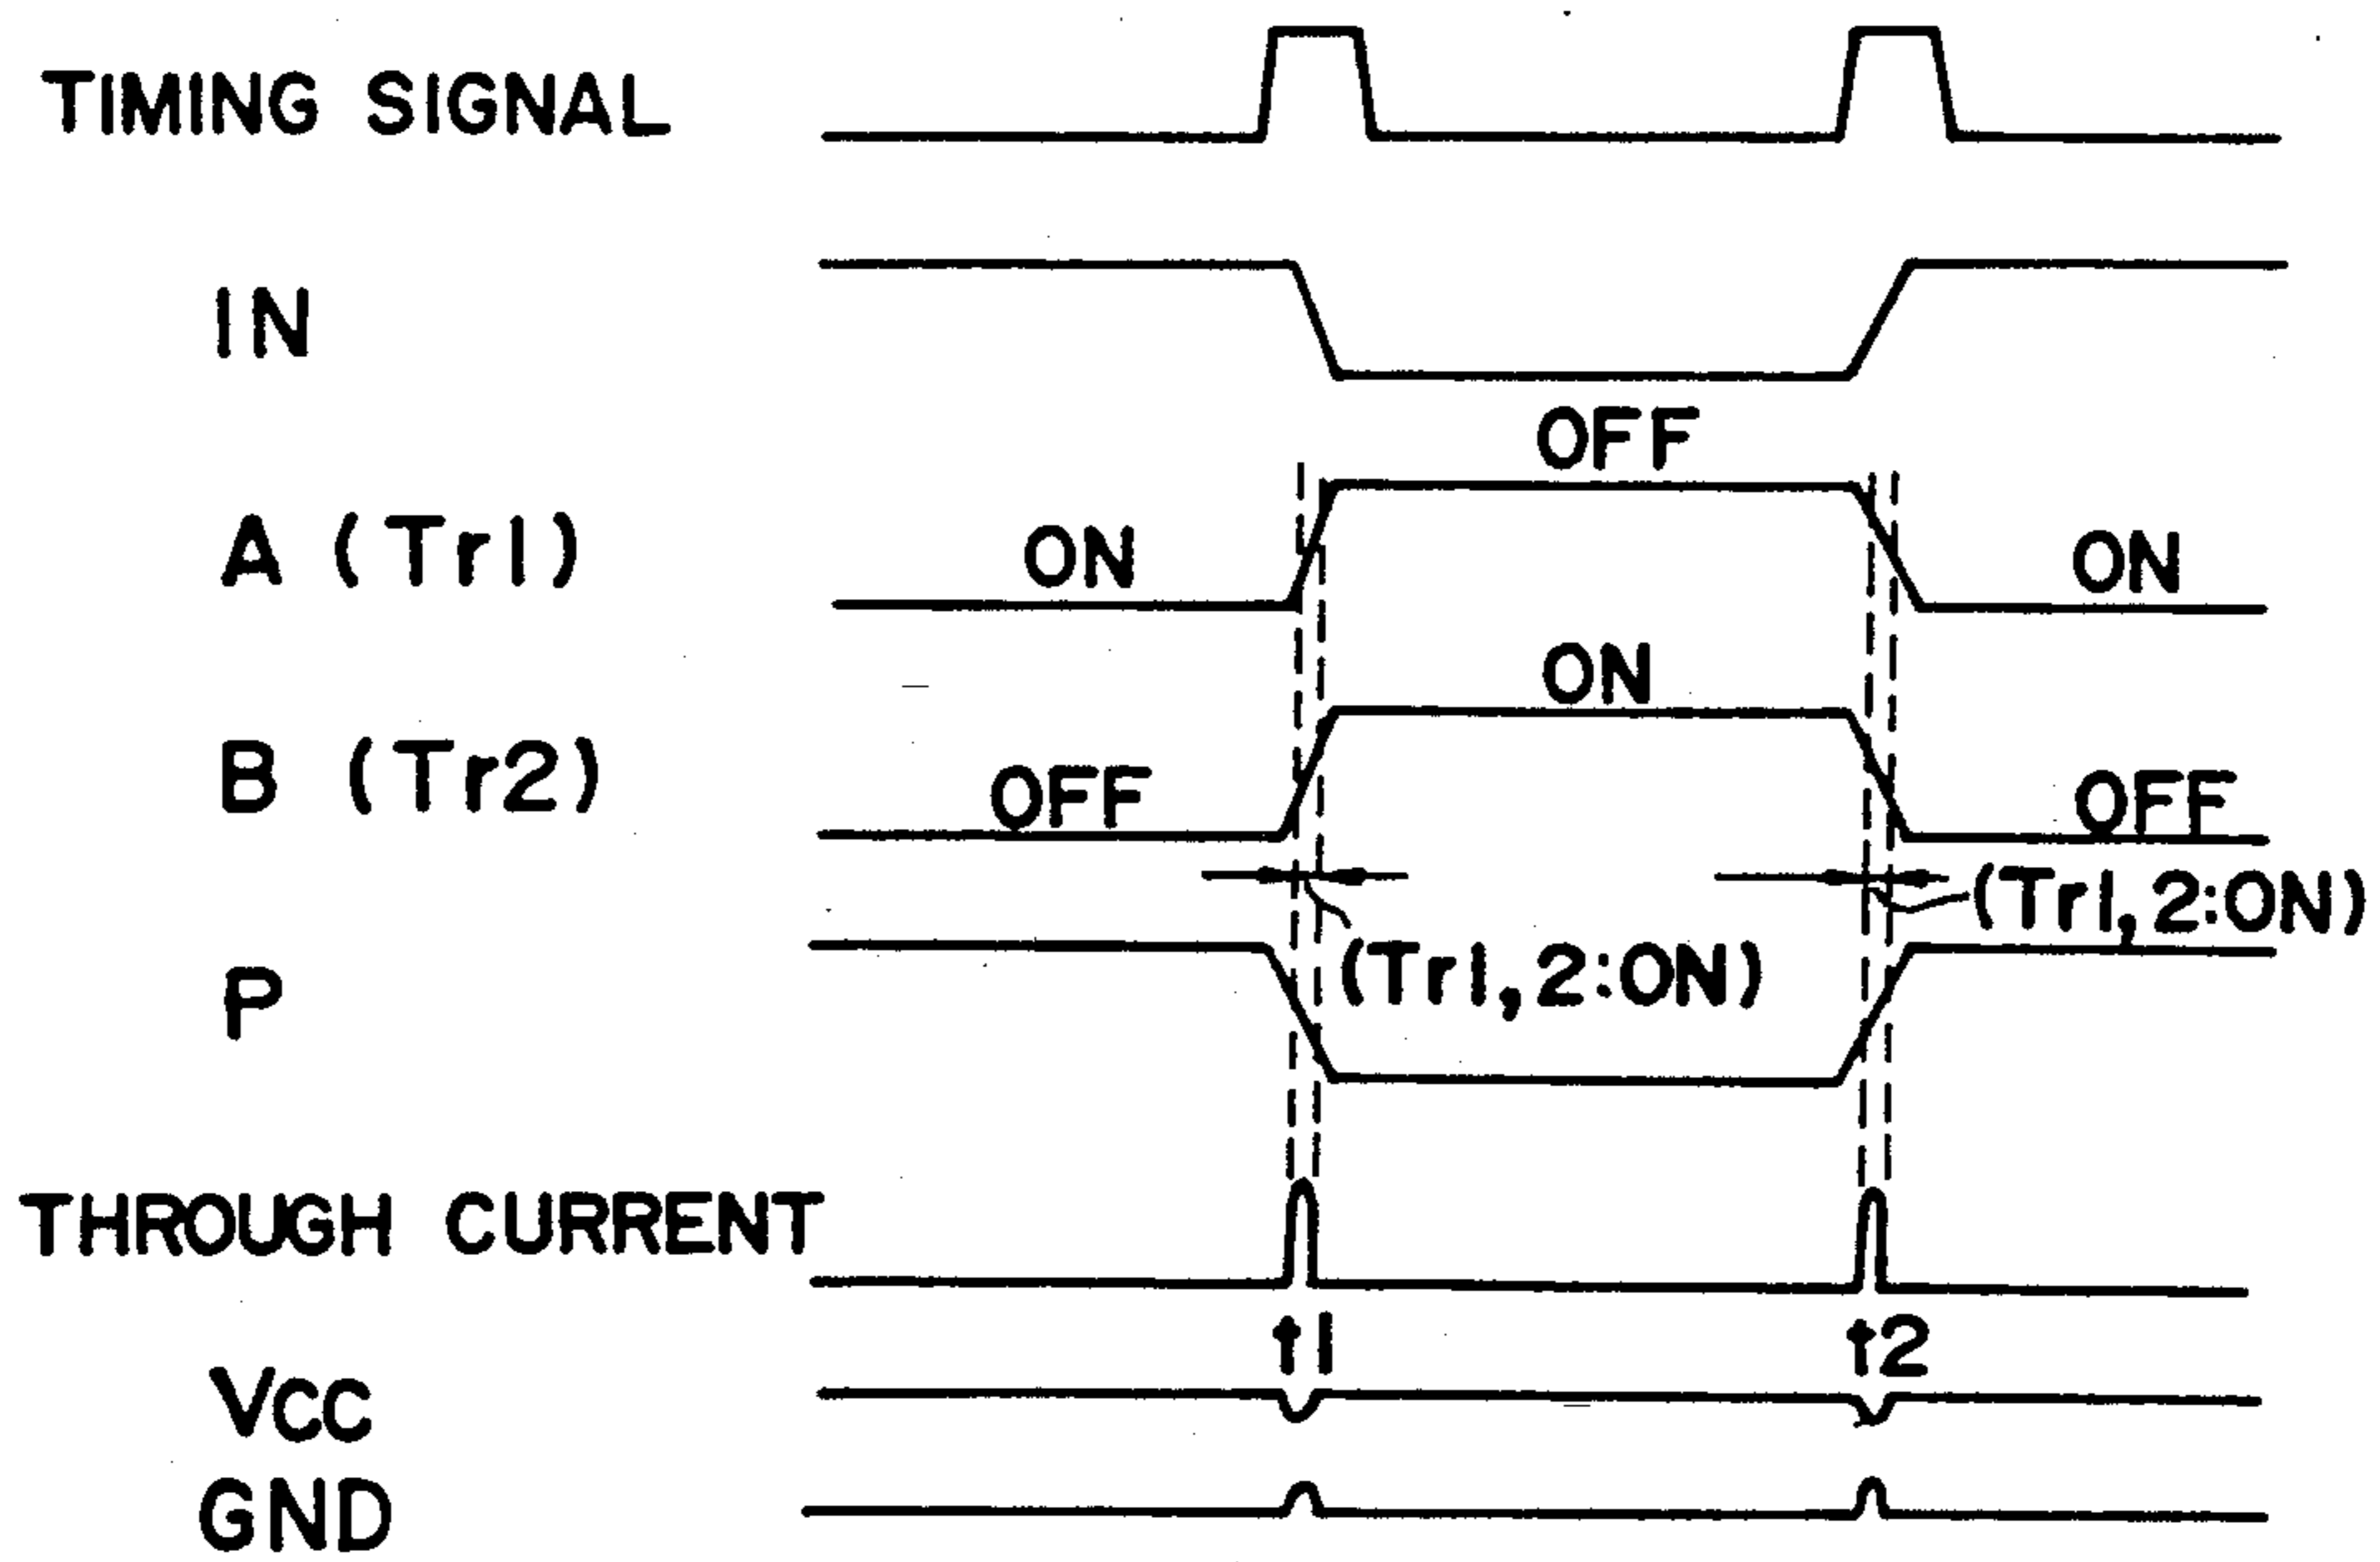 TIMING SIGNAL
IN
OFF
A (Tr1)
ON
ON
ON
B (Tr2)
OFF
OFF
(Tr1, 2:ON)
(Tr1, 2:ON)
P
THROUGH CURRENT
t1
t2
Vcc
GND